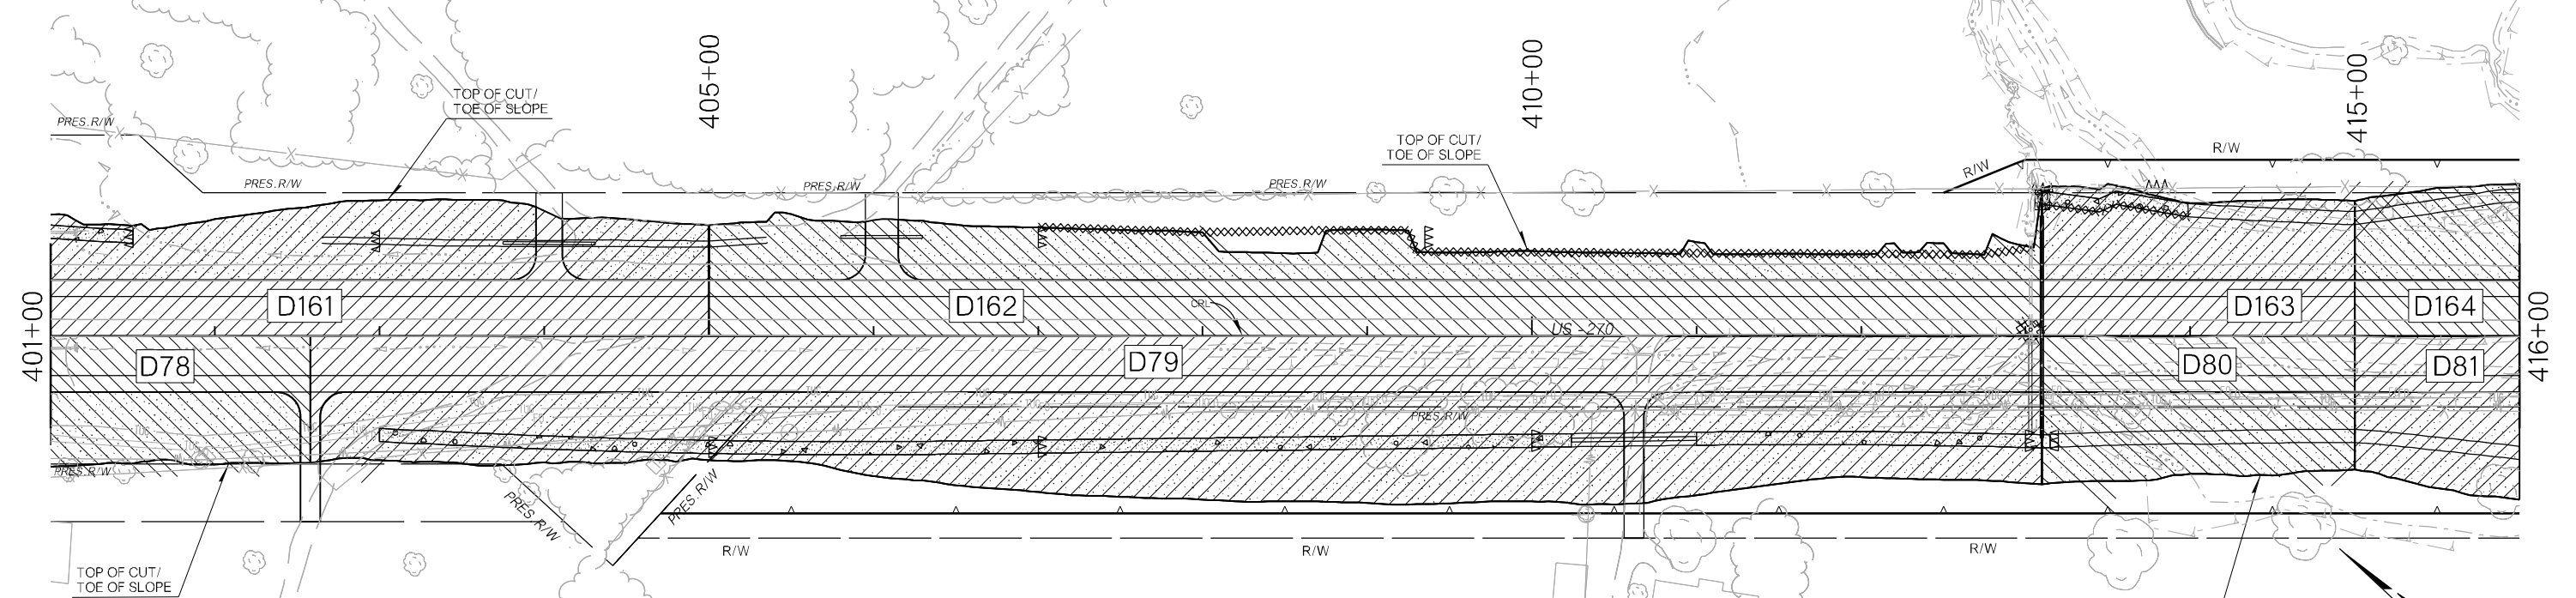 405+00
410+00
415+00
TOP OF CUT/
TOE OF SLOPE
PRES. R/W
TOP OF CUT/
TOE OF SLOPE
R/W
R/W
PRES. R/W
PRES. R/W
PRES. R/W
401+00
D161
D162
CRL
US-270
D163
D164
416+00
D78
D79
D80
D81
PRES. R/W
PRES. R/W
PRES. R/W
PRES. R/W
R/W
R/W
R/W
TOP OF CUT/
TOE OF SLOPE